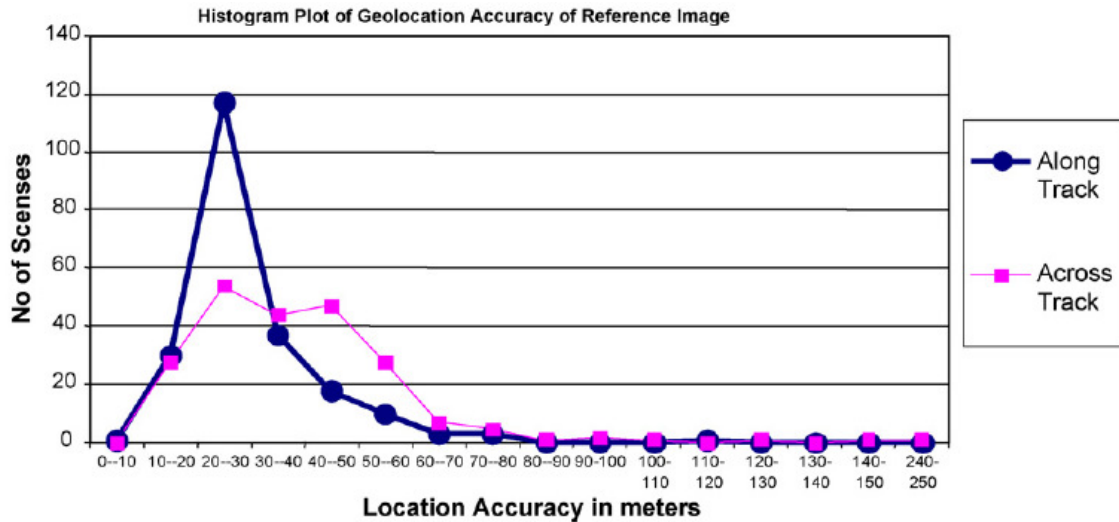 Histogram Plot of Geolocation Accuracy of Reference Image
140
120
100
80
60
40
20
0
No of Scenses
0--10 10--20 20--30 30--40 40--50 50--60 60--70 70--80 80--90 90--100 100-- 110-- 120-- 130-- 140-- 240--
110 120 130 140 150 250
Location Accuracy in meters
Along
Track
Across
Track